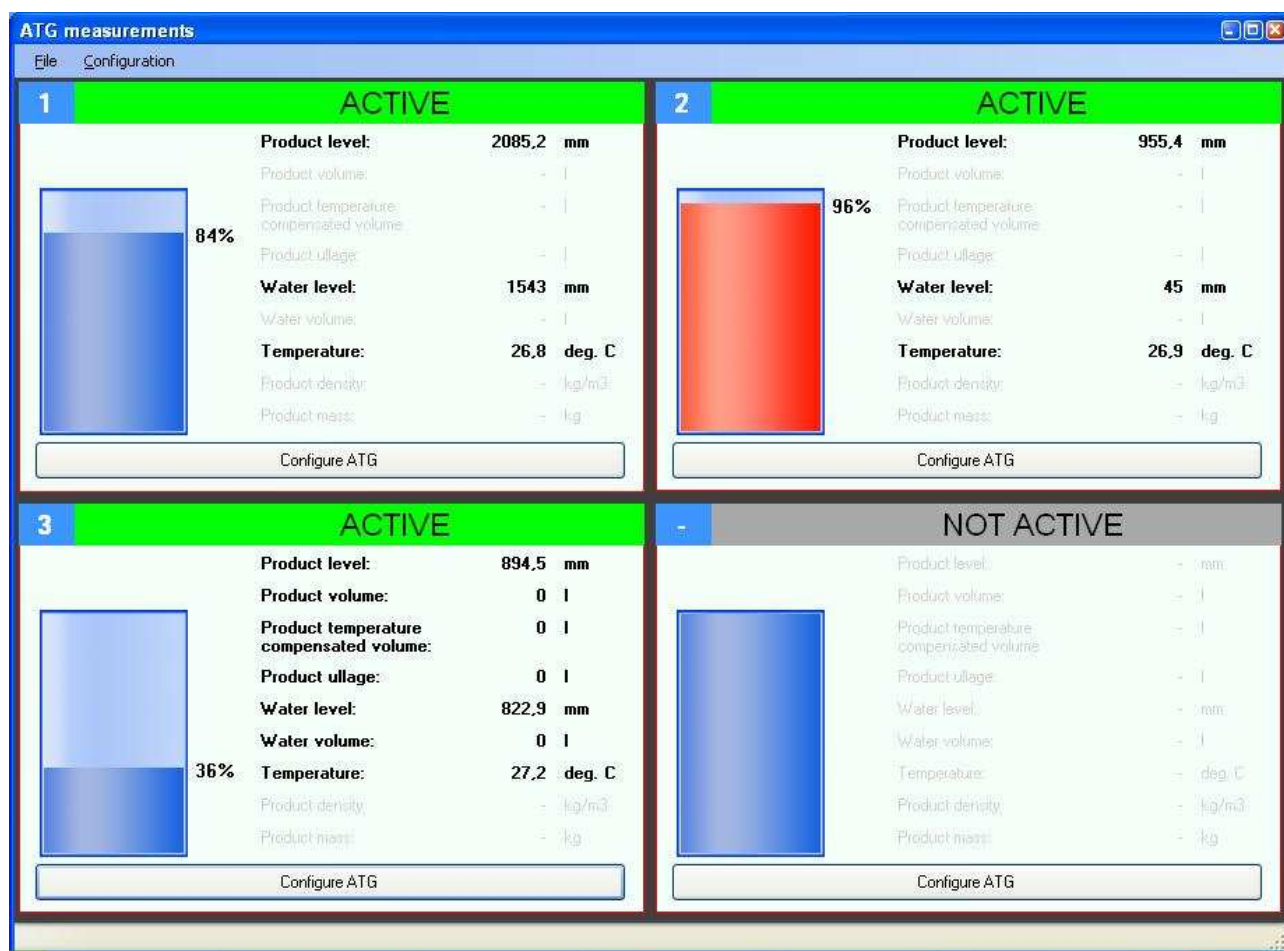 ATG measurements
File Configuration
1 ACTIVE
Product level: 2085,2 mm
Product volume: - l
Product temperature - l
compensated volume
84%
Product ullage: - l
Water level: 1543 mm
Water volume: - l
Temperature: 26,8 deg. C
Product density: - kg/m3
Product mass: - kg
Configure ATG
2 ACTIVE
Product level: 955,4 mm
Product volume: - l
96% Product temperature - l
compensated volume
Product ullage: - l
Water level: 45 mm
Water volume: - l
Temperature: 26,9 deg. C
Product density: - kg/m3
Product mass: - kg
Configure ATG
3 ACTIVE
Product level: 894,5 mm
Product volume: 0 l
Product temperature 0 l
compensated volume:
Product ullage: 0 l
Water level: 822,9 mm
Water volume: 0 l
36% Temperature: 27,2 deg. C
Product density: - kg/m3
Product mass: - kg
Configure ATG
- NOT ACTIVE
Product level: - mm
Product volume: - l
Product temperature - l
compensated volume
Product ullage: - l
Water level: - mm
Water volume: - l
Temperature: - deg. C
Product density: - kg/m3
Product mass: - kg
Configure ATG